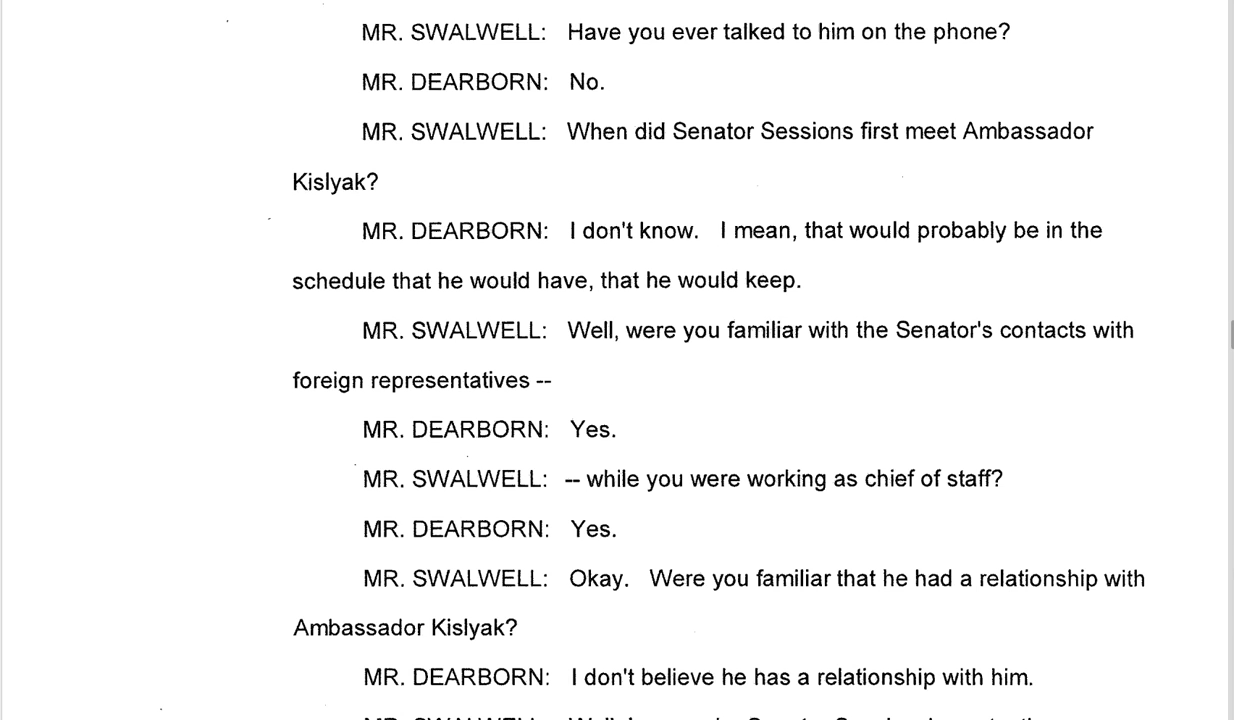 MR. SWALWELL: Have you ever talked to him on the phone?
MR. DEARBORN: No.
MR. SWALWELL: When did Senator Sessions first meet Ambassador
Kislyak?
MR. DEARBORN: I don't know. I mean, that would probably be in the
schedule that he would have, that he would keep.
MR. SWALWELL: Well, were you familiar with the Senator's contacts with
foreign representatives --
MR. DEARBORN: Yes.
MR. SWALWELL: -- while you were working as chief of staff?
MR. DEARBORN: Yes.
MR. SWALWELL: Okay. Were you familiar that he had a relationship with
Ambassador Kislyak?
MR. DEARBORN: I don't believe he has a relationship with him.
MR. SWALWELL: